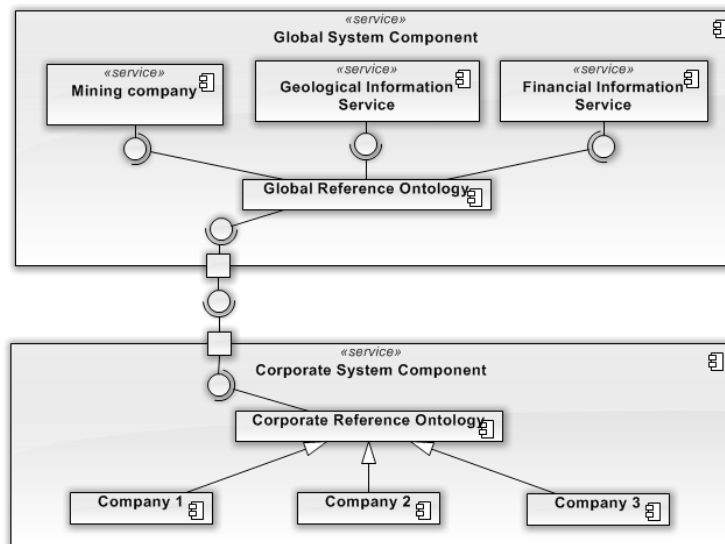 «service»
Global System Component
«service»
Mining company
«service»
Geological Information
Service
«service»
Financial Information
Service
Global Reference Ontology
«service»
Corporate System Component
Corporate Reference Ontology
Company 1
Company 2
Company 3